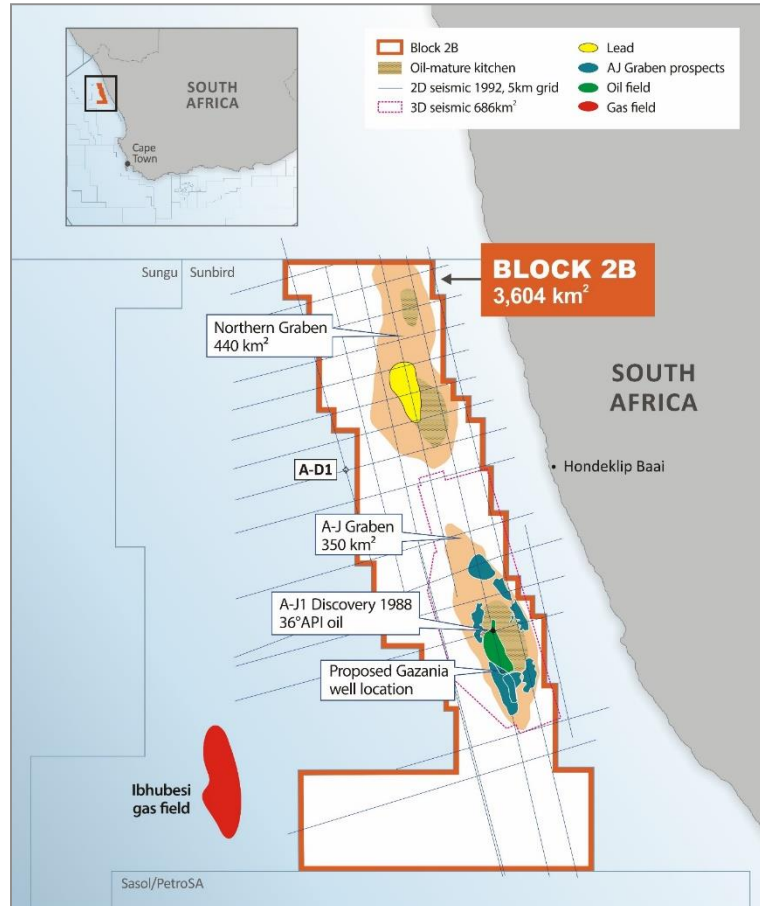 SOUTH
AFRICA
Cape
Town
Block 2B
Oil-mature kitchen
2D seismic 1992, 5km grid
3D seismic 686km²
Lead
AJ Graben prospects
Oil field
Gas field
Sungu
Sunbird
BLOCK 2B
3,604 km²
Northern Graben
440 km²
SOUTH
AFRICA
A-D1
Hondeklip Baai
A-J Graben
350 km²
A-J1 Discovery 1988
36°API oil
Proposed Gazania
well location
Ibhubesi
gas field
Sasol/PetroSA